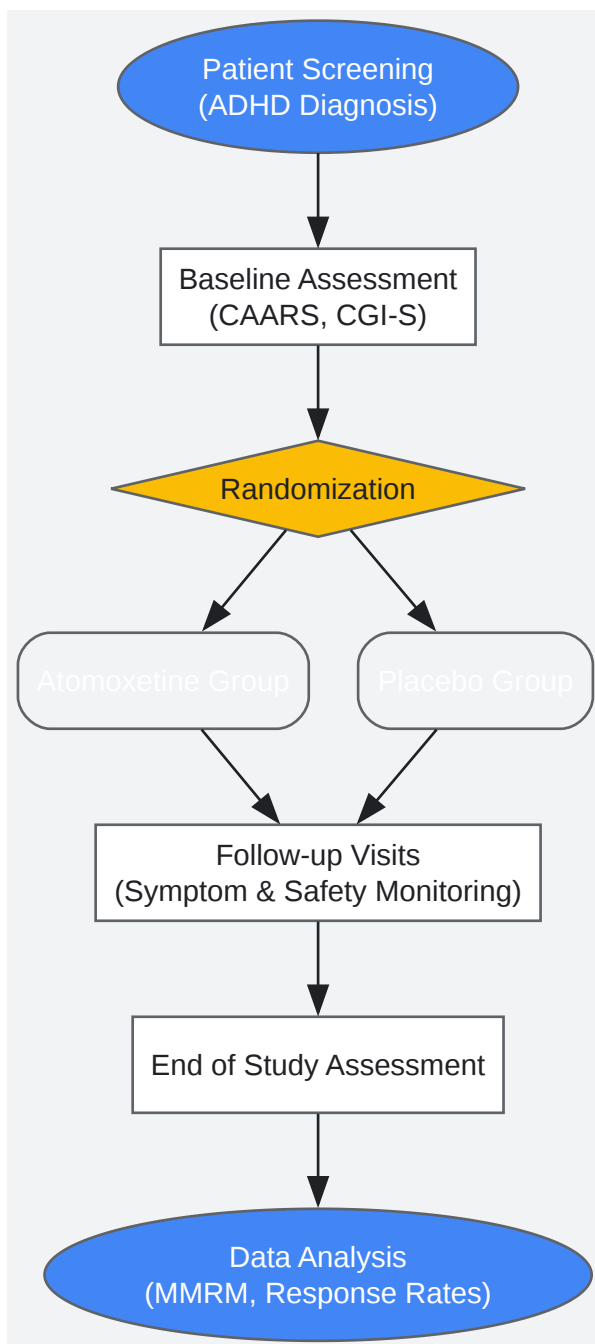 Patient Screening
(ADHD Diagnosis)
Baseline Assessment
(CAARS, CGI-S)
Randomization
Atomoxetine Group
Placebo Group
Follow-up Visits
(Symptom & Safety Monitoring)
End of Study Assessment
Data Analysis
(MMRM, Response Rates)